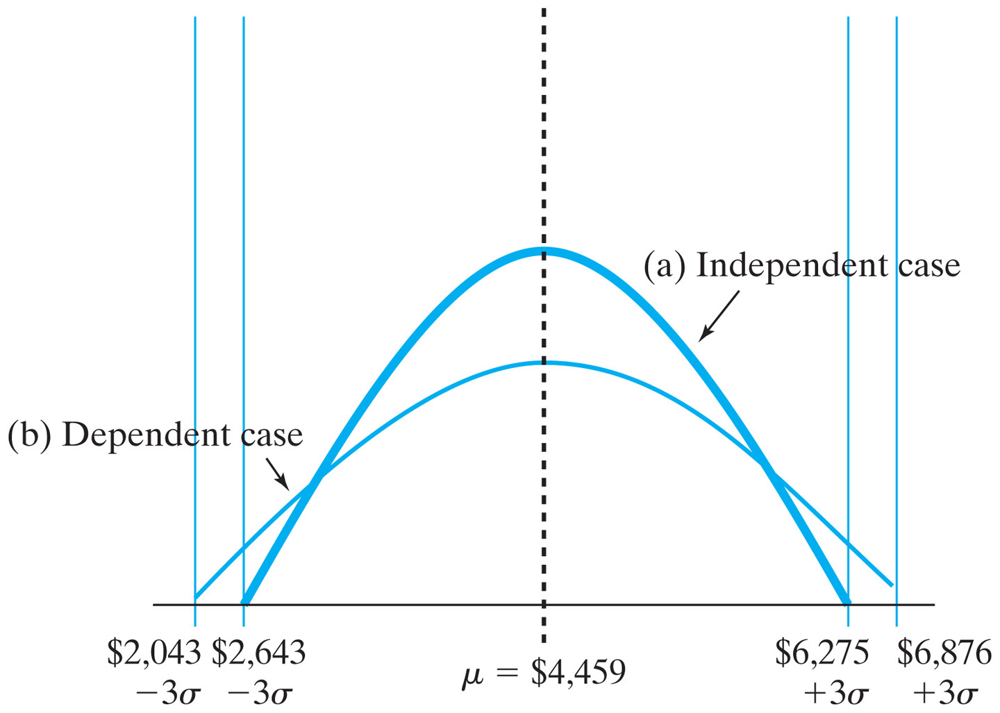 (a) Independent case
(b) Dependent case
$2,043 $2,643 μ = $4,459 $6,275 $6,876
−3σ −3σ +3σ +3σ